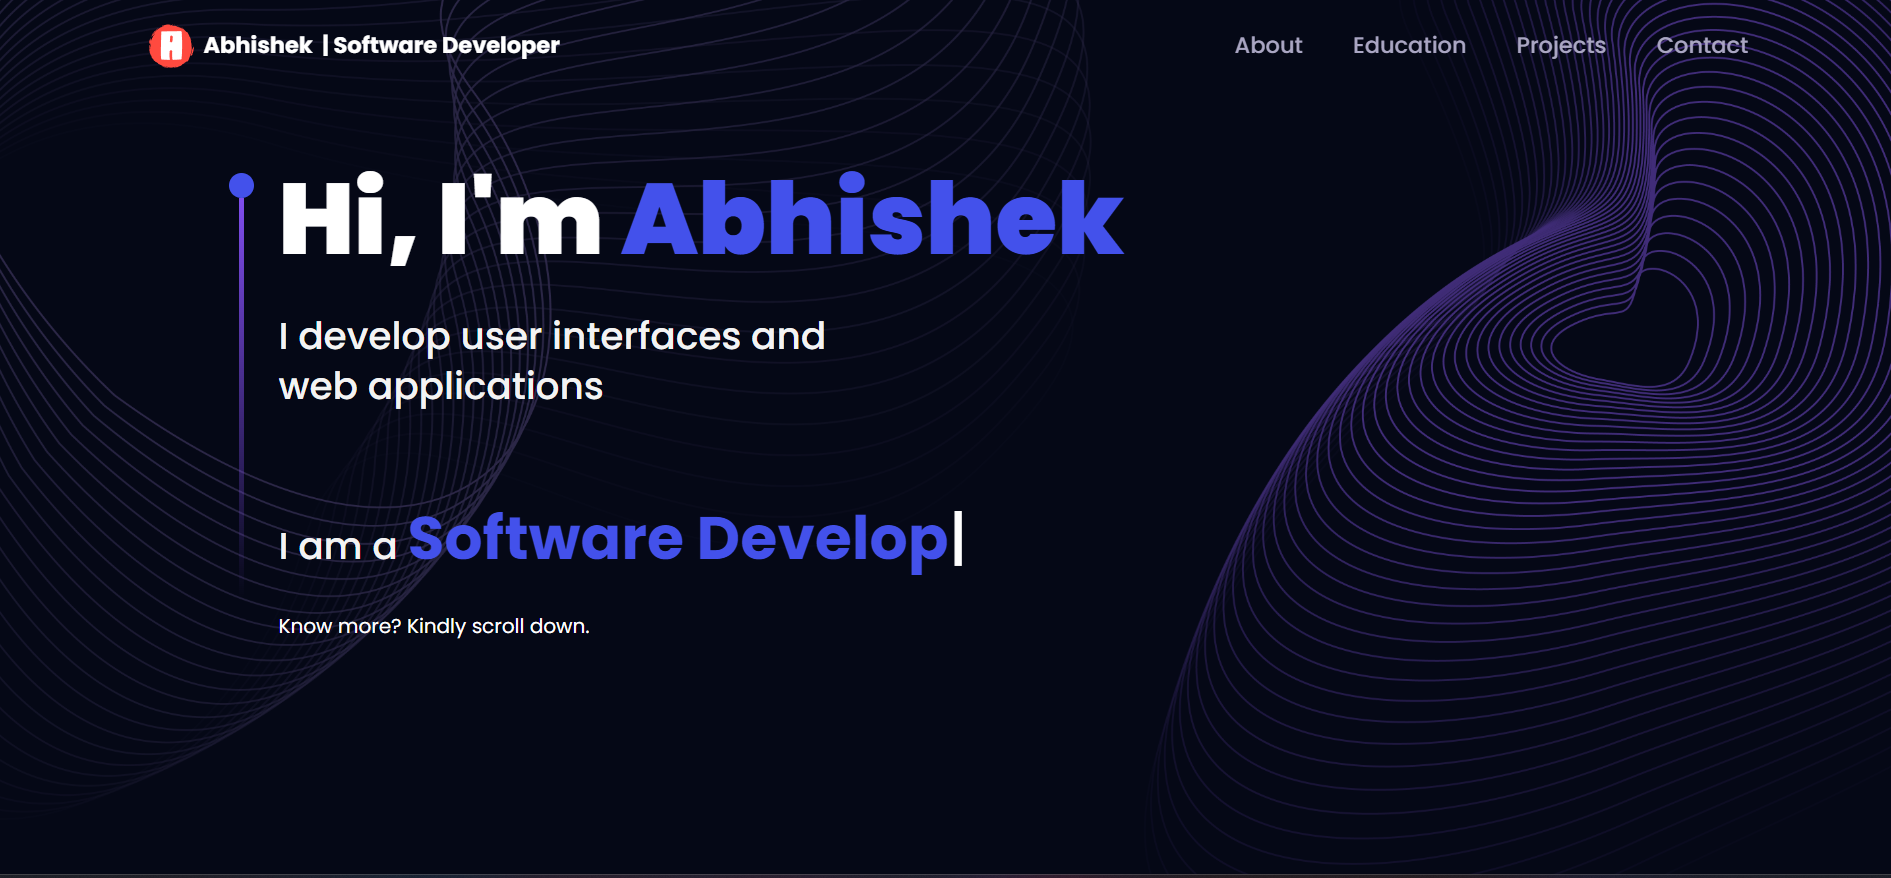 A Abhishek | Software Developer
About Education Projects Contact
Hi, I'm Abhishek
I develop user interfaces and
web applications
I am a Software Develop|
Know more? Kindly scroll down.